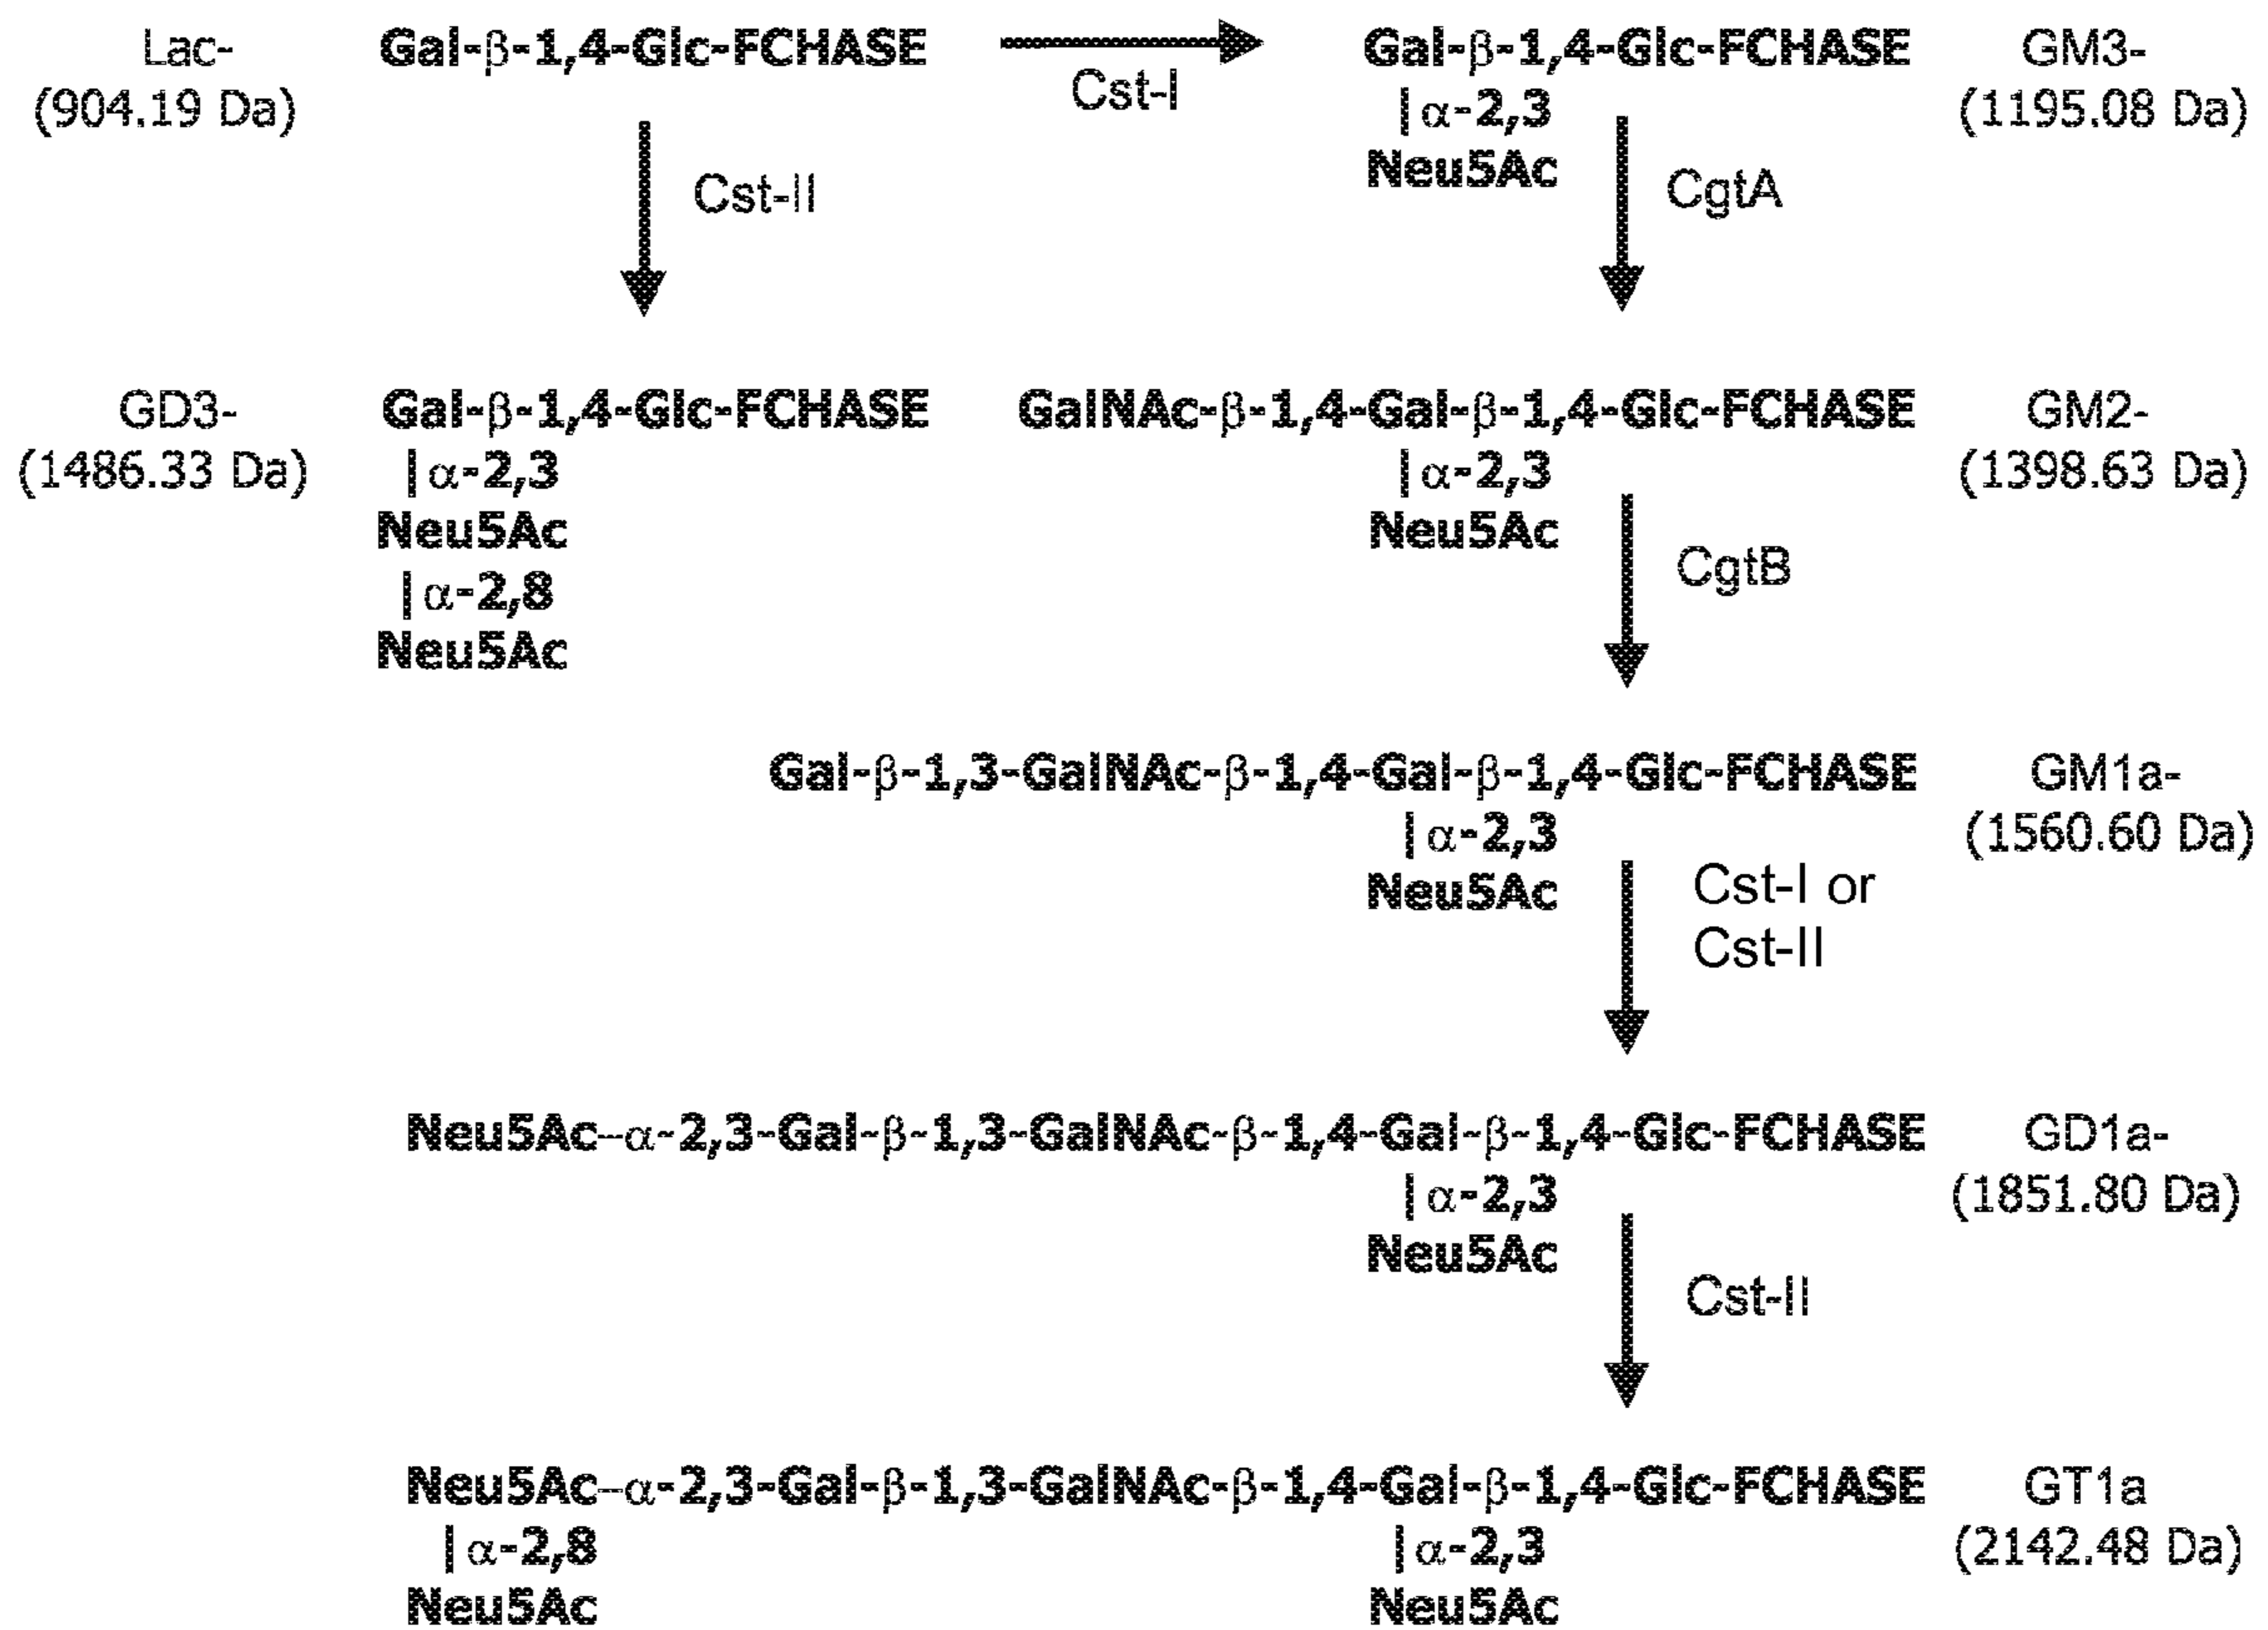 Lac-
(904.19 Da)
Gal-β-1,4-Glc-FCHASE
Cst-I
Gal-β-1,4-Glc-FCHASE
|α-2,3
Neu5Ac
GM3-
(1195.08 Da)
Cst-II
CgtA
GD3-
(1486.33 Da)
Gal-β-1,4-Glc-FCHASE
|α-2,3
Neu5Ac
|α-2,8
Neu5Ac
GalNAc-β-1,4-Gal-β-1,4-Glc-FCHASE
|α-2,3
Neu5Ac
GM2-
(1398.63 Da)
CgtB
Gal-β-1,3-GalNAc-β-1,4-Gal-β-1,4-Glc-FCHASE
|α-2,3
Neu5Ac
GM1a-
(1560.60 Da)
Cst-I or
Cst-II
Neu5Ac-α-2,3-Gal-β-1,3-GalNAc-β-1,4-Gal-β-1,4-Glc-FCHASE
|α-2,3
Neu5Ac
GD1a-
(1851.80 Da)
Cst-II
Neu5Ac-α-2,3-Gal-β-1,3-GalNAc-β-1,4-Gal-β-1,4-Glc-FCHASE
|α-2,8
Neu5Ac
|α-2,3
Neu5Ac
GT1a
(2142.48 Da)